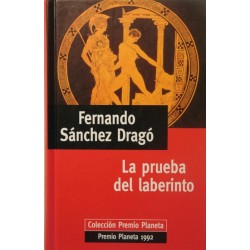 Fernando
Sánchez Dragó
La prueba
del laberinto
Colección Premio Planeta
Premio Planeta 1992